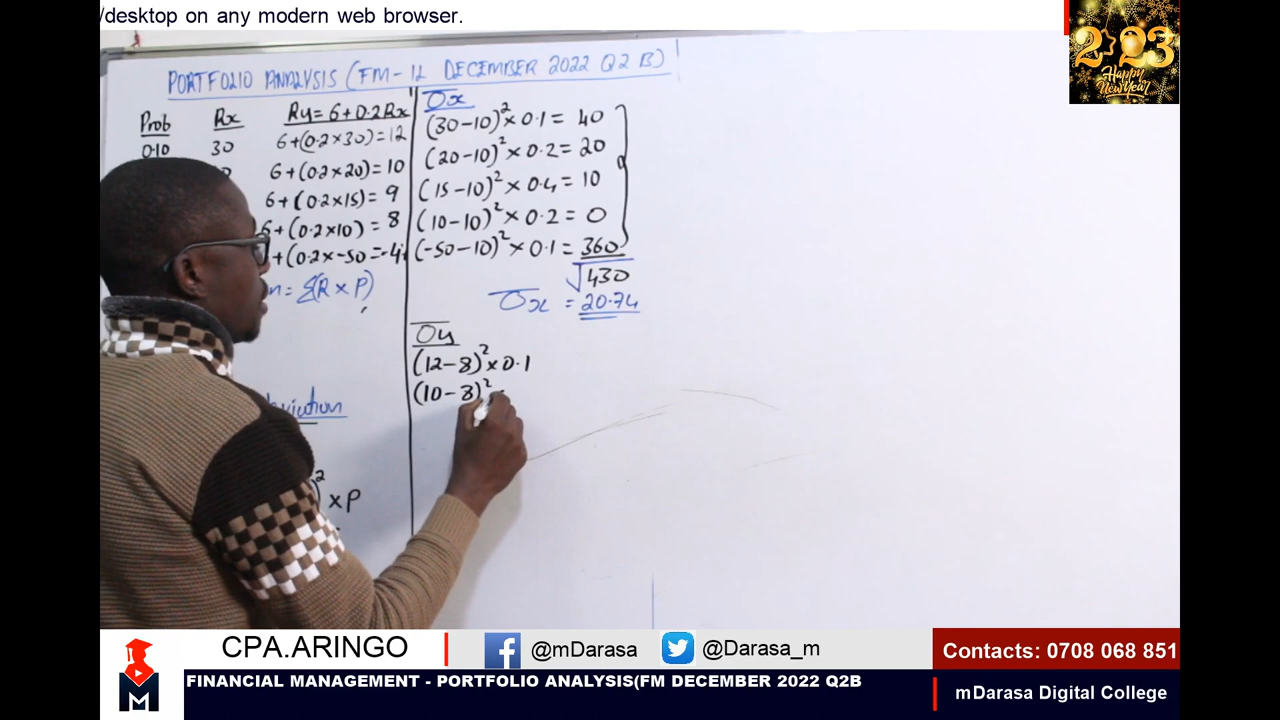 /desktop on any modern web browser.
2023
Happy
New Year
PORTFOLIO ANALYSIS (FM-1L DECEMBER 2022 Q2 B)
Prob Rx Ry = 6+0.2Rx
0.10 30 6+(0.2×30)=12
6+(0.2×20)=10
6+(0.2×15)=9
6+(0.2×10)=8
+(0.2×-50=-4
n= Σ(R×P)
eviation
)² ×P
σx
(30-10)²×0.1= 40
(20-10)²×0.2= 20
(15-10)²×0.4= 10
(10-10)²×0.2= 0
(-50-10)²×0.1= 360
√430
σx = 20.74
σy
(12-8)²×0.1
(10-8)²
CPA.ARINGO
@mDarasa
@Darasa_m
Contacts: 0708 068 851
M
FINANCIAL MANAGEMENT - PORTFOLIO ANALYSIS(FM DECEMBER 2022 Q2B
mDarasa Digital College